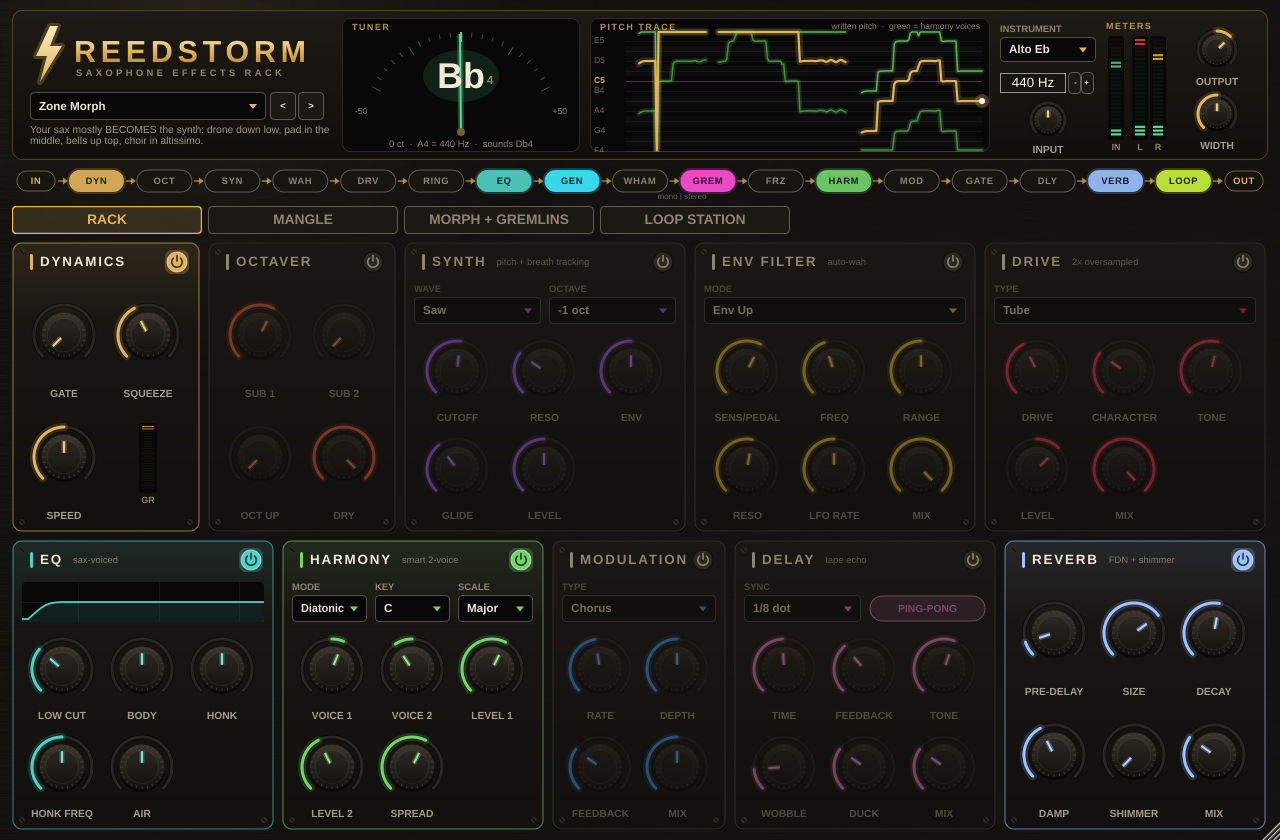 REEDSTORM
SAXOPHONE EFFECTS RACK
Zone Morph
< >
Your sax mostly BECOMES the synth: drone down low, pad in the
middle, bells up top, choir in altissimo.
TUNER
Bb4
-50 +50
0 ct · A4 = 440 Hz · sounds Db4
PITCH TRACE written pitch · green = harmony voices
E5
D5
C5
B4
A4
G4
F4
INSTRUMENT
Alto Eb
440 Hz - +
INPUT
METERS
IN L R
OUTPUT
WIDTH
IN DYN OCT SYN WAH DRV RING EQ GEN WHAM GREM FRZ HARM MOD GATE DLY VERB LOOP OUT
mono | stereo
RACK MANGLE MORPH + GREMLINS LOOP STATION
DYNAMICS
GATE SQUEEZE
SPEED GR
OCTAVER
SUB 1 SUB 2
OCT UP DRY
SYNTH pitch + breath tracking
WAVE OCTAVE
Saw -1 oct
CUTOFF RESO ENV
GLIDE LEVEL
ENV FILTER auto-wah
MODE
Env Up
SENS/PEDAL FREQ RANGE
RESO LFO RATE MIX
DRIVE 2x oversampled
TYPE
Tube
DRIVE CHARACTER TONE
LEVEL MIX
EQ sax-voiced
LOW CUT BODY HONK
HONK FREQ AIR
HARMONY smart 2-voice
MODE KEY SCALE
Diatonic C Major
VOICE 1 VOICE 2 LEVEL 1
LEVEL 2 SPREAD
MODULATION
TYPE
Chorus
RATE DEPTH
FEEDBACK MIX
DELAY tape echo
SYNC
1/8 dot PING-PONG
TIME FEEDBACK TONE
WOBBLE DUCK MIX
REVERB FDN + shimmer
PRE-DELAY SIZE DECAY
DAMP SHIMMER MIX